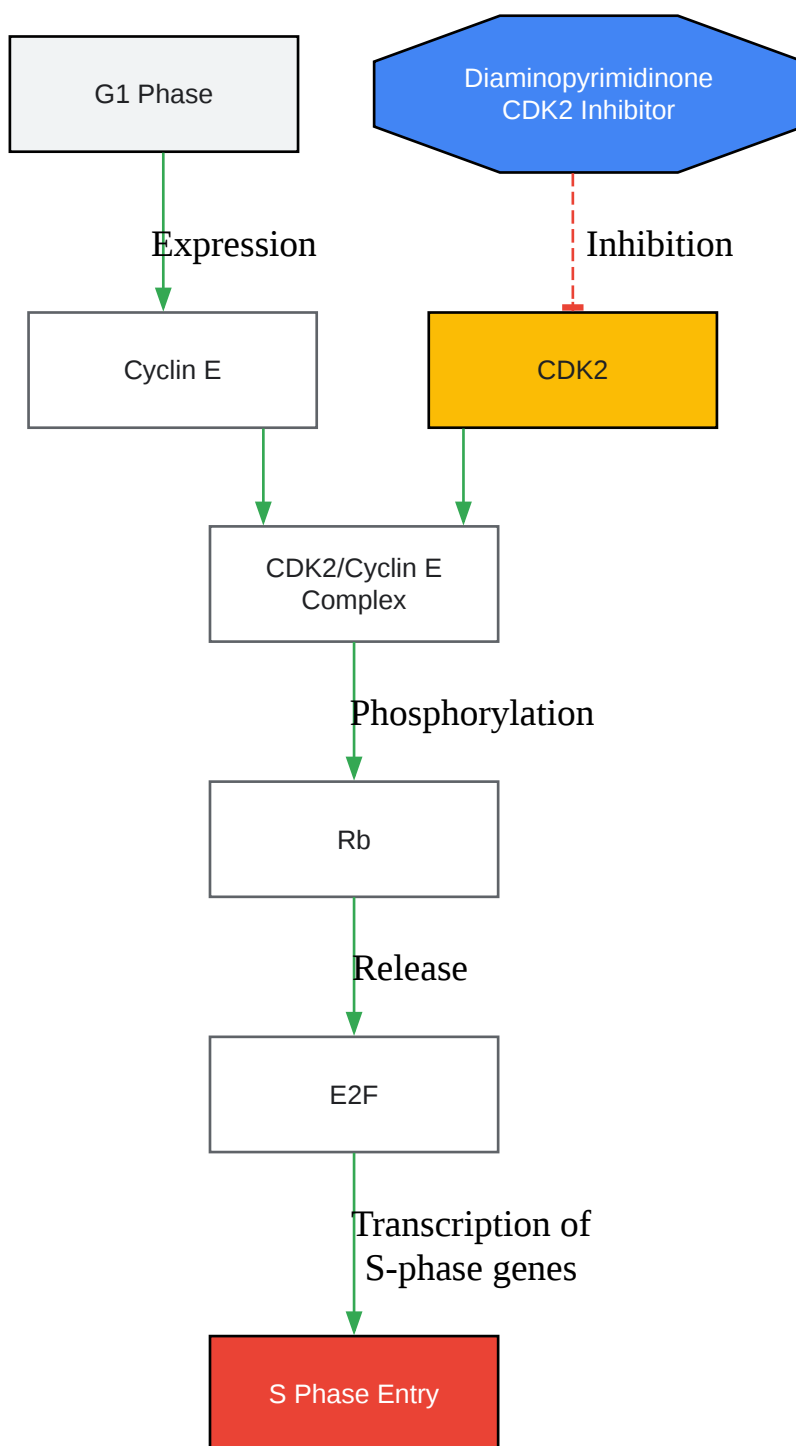 G1 Phase
Diaminopyrimidinone
CDK2 Inhibitor
Expression
Inhibition
Cyclin E
CDK2
CDK2/Cyclin E
Complex
Phosphorylation
Rb
Release
E2F
Transcription of
S-phase genes
S Phase Entry